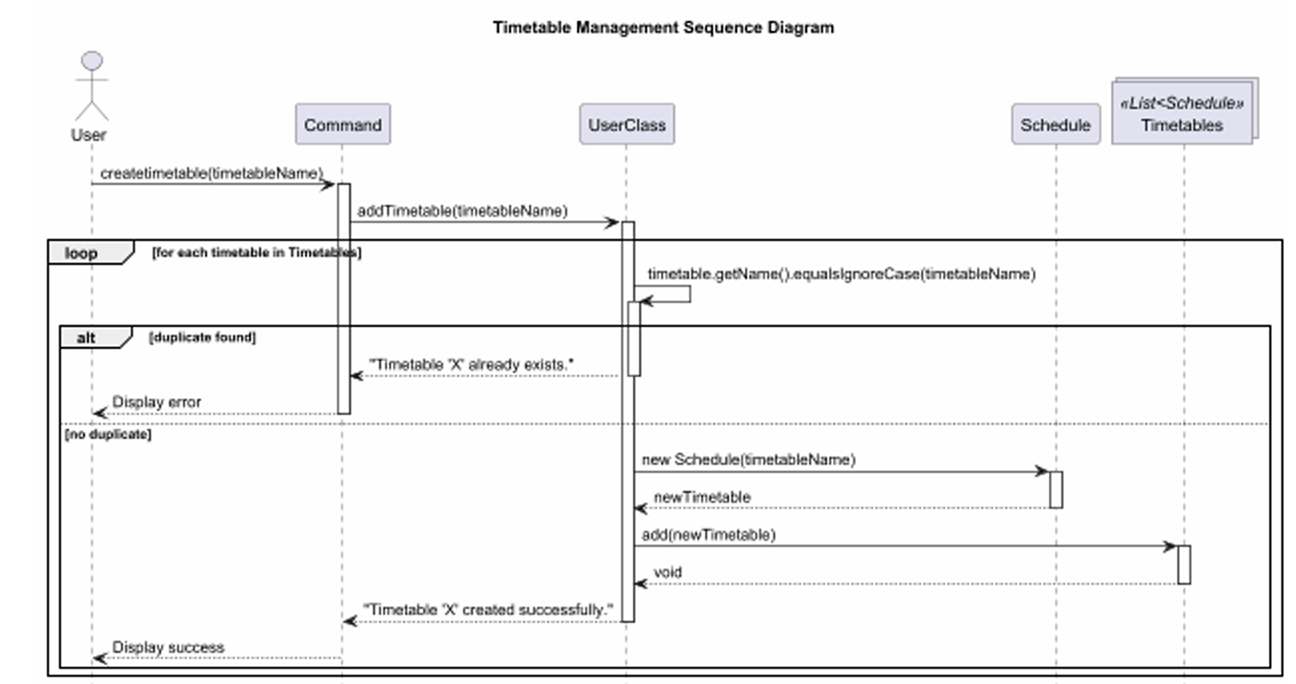 Timetable Management Sequence Diagram
«List<Schedule»
User
Command
UserClass
Schedule
Timetables
createtimetable(timetableName)
addTimetable(timetableName)
loop
[for each timetable in Timetables]
timetable.getName().equalsIgnoreCase(timetableName)
alt
[duplicate found]
"Timetable 'X' already exists."
Display error
[no duplicate]
new Schedule(timetableName)
newTimetable
add(newTimetable)
void
"Timetable 'X' created successfully."
Display success